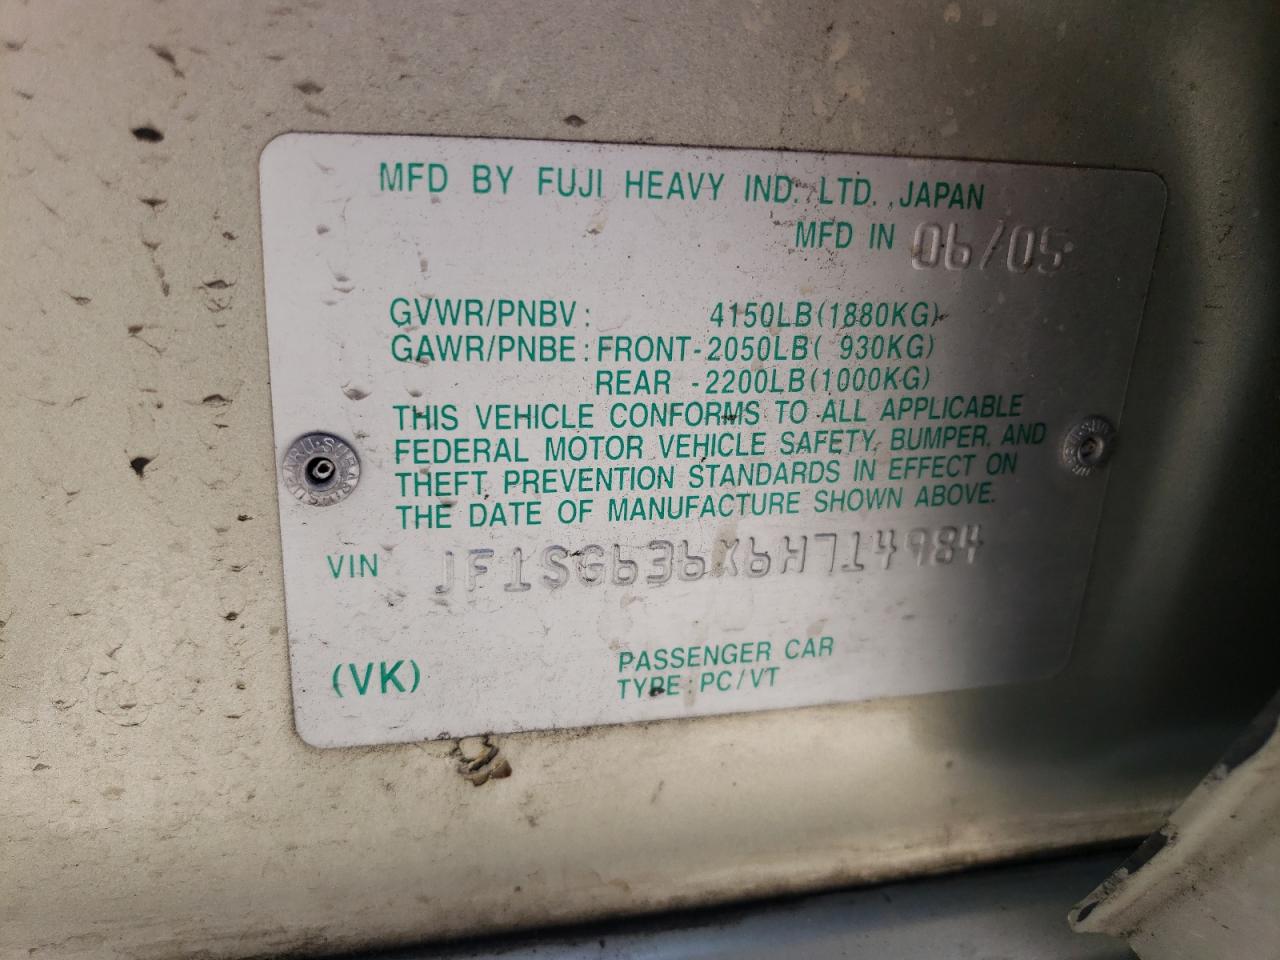 MFD BY FUJI HEAVY IND. LTD., JAPAN
MFD IN 06/05
GVWR/PNBV: 4150LB(1880KG)
GAWR/PNBE: FRONT-2050LB( 930KG)
REAR -2200LB(1000KG)
THIS VEHICLE CONFORMS TO ALL APPLICABLE
FEDERAL MOTOR VEHICLE SAFETY, BUMPER, AND
THEFT PREVENTION STANDARDS IN EFFECT ON
THE DATE OF MANUFACTURE SHOWN ABOVE.
VIN JF1SG636X6H714984
(VK) PASSENGER CAR
TYPE: PC/VT